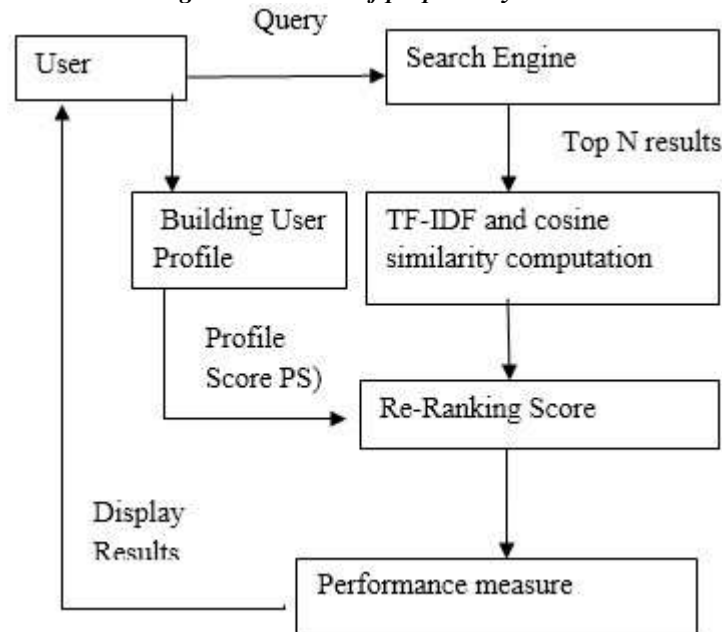 Query
User
Search Engine
Top N results
Building User
Profile
TF-IDF and cosine
similarity computation
Profile
Score PS)
Re-Ranking Score
Display
Results
Performance measure